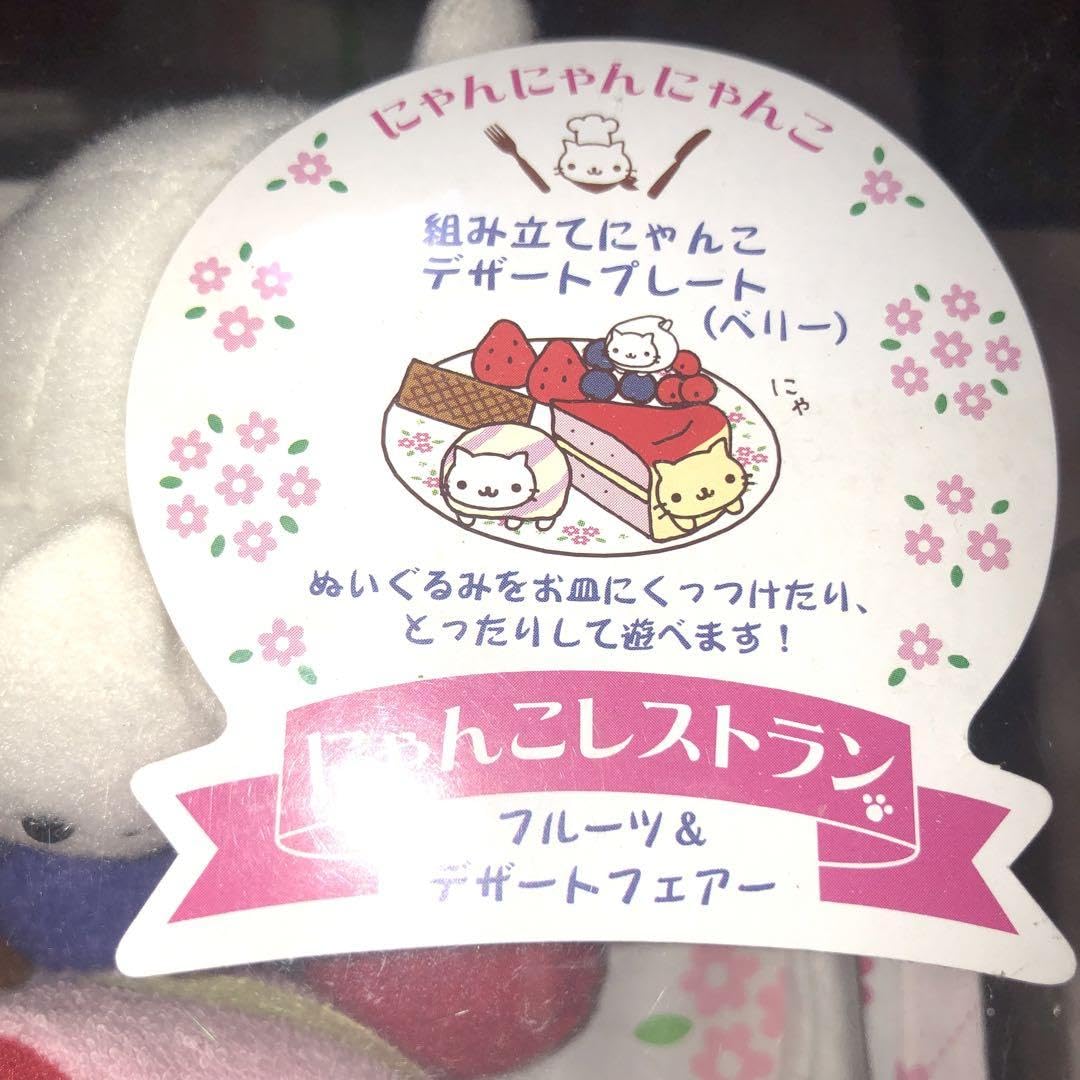 にゃんにゃんにゃんこ
組み立てにゃんこ
デザートプレート
(ベリー)
にゃ
ぬいぐるみをお皿にくっつけたり、
とったりして遊べます!
にゃんこレストラン
フルーツ&
デザートフェアー